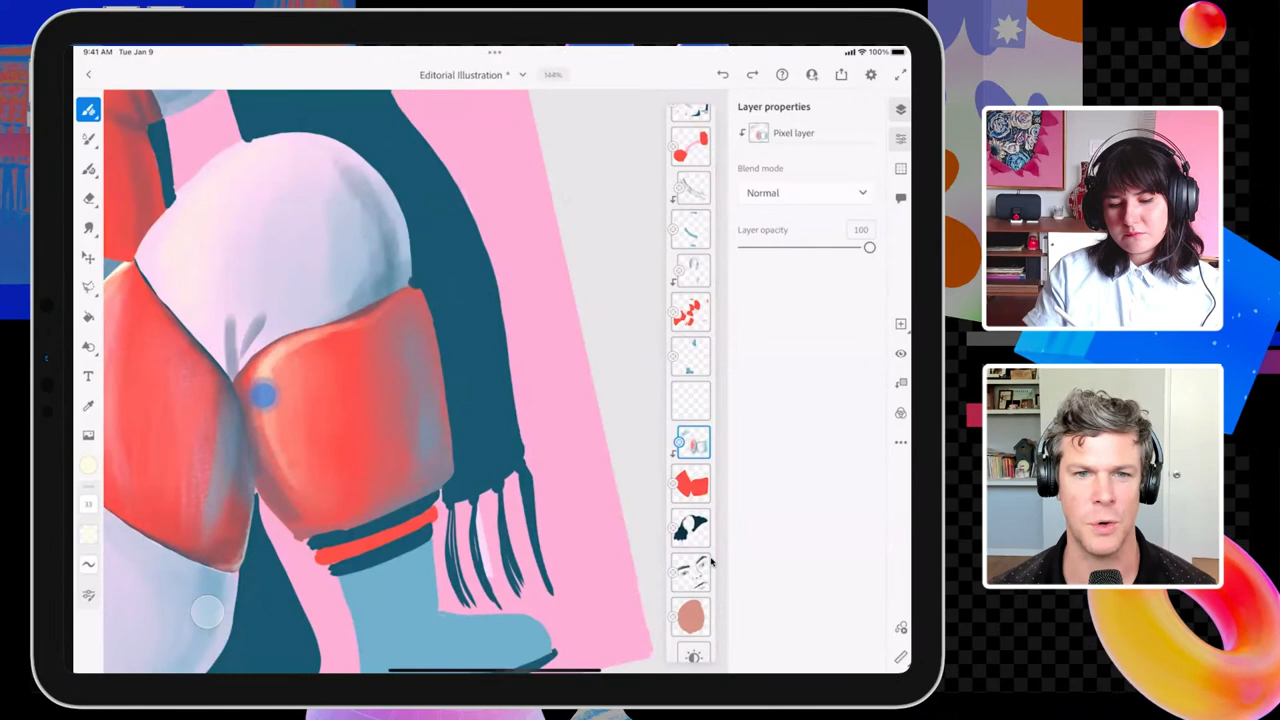 9:41 AM Tue Jan 9
100%
Editorial Illustration *
144%
Layer properties
Pixel layer
Blend mode
Normal
Layer opacity
100
T
33